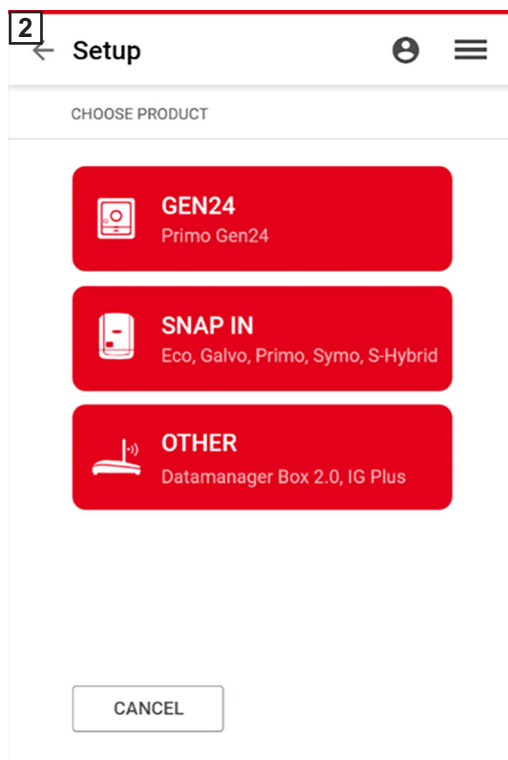 2
Setup
CHOOSE PRODUCT
GEN24
Primo Gen24
SNAP IN
Eco, Galvo, Primo, Symo, S-Hybrid
OTHER
Datamanager Box 2.0, IG Plus
CANCEL